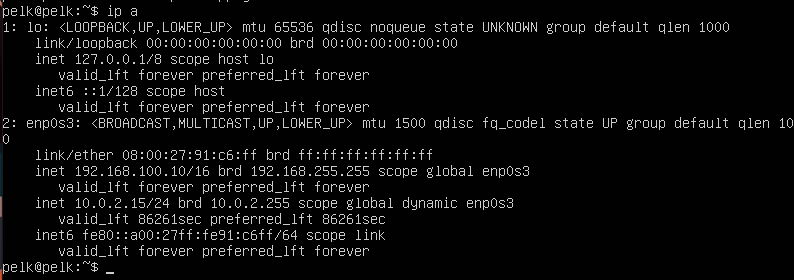 pelk@pelk:~$ ip a
1: lo: <LOOPBACK,UP,LOWER_UP> mtu 65536 qdisc noqueue state UNKNOWN group default qlen 1000
    link/loopback 00:00:00:00:00:00 brd 00:00:00:00:00:00
    inet 127.0.0.1/8 scope host lo
       valid_lft forever preferred_lft forever
    inet6 ::1/128 scope host
       valid_lft forever preferred_lft forever
2: enp0s3: <BROADCAST,MULTICAST,UP,LOWER_UP> mtu 1500 qdisc fq_codel state UP group default qlen 100
0
    link/ether 08:00:27:91:c6:ff brd ff:ff:ff:ff:ff:ff
    inet 192.168.100.10/16 brd 192.168.255.255 scope global enp0s3
       valid_lft forever preferred_lft forever
    inet 10.0.2.15/24 brd 10.0.2.255 scope global dynamic enp0s3
       valid_lft 86261sec preferred_lft 86261sec
    inet6 fe80::a00:27ff:fe91:c6ff/64 scope link
       valid_lft forever preferred_lft forever
pelk@pelk:~$ _